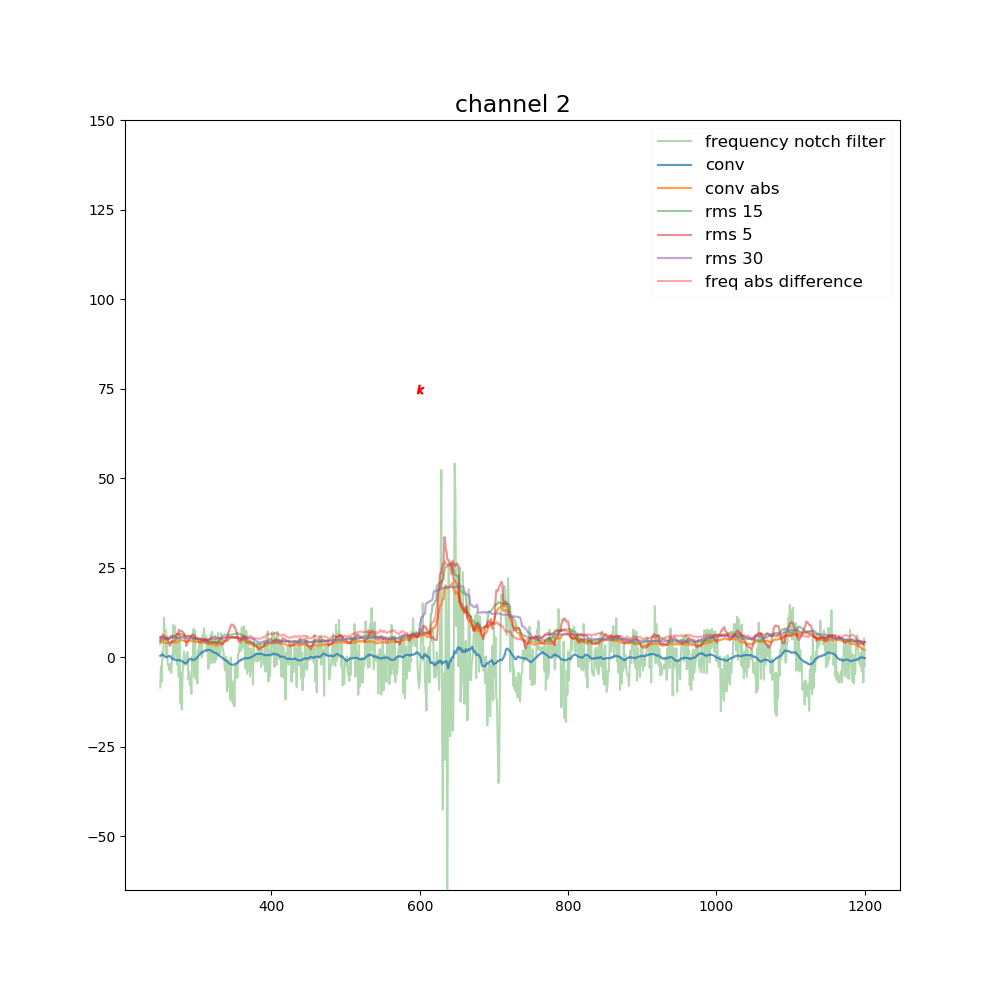 channel 2
150
125
100
75
50
25
0
−25
−50
frequency notch filter
conv
conv abs
rms 15
rms 5
rms 30
freq abs difference
k
400 600 800 1000 1200